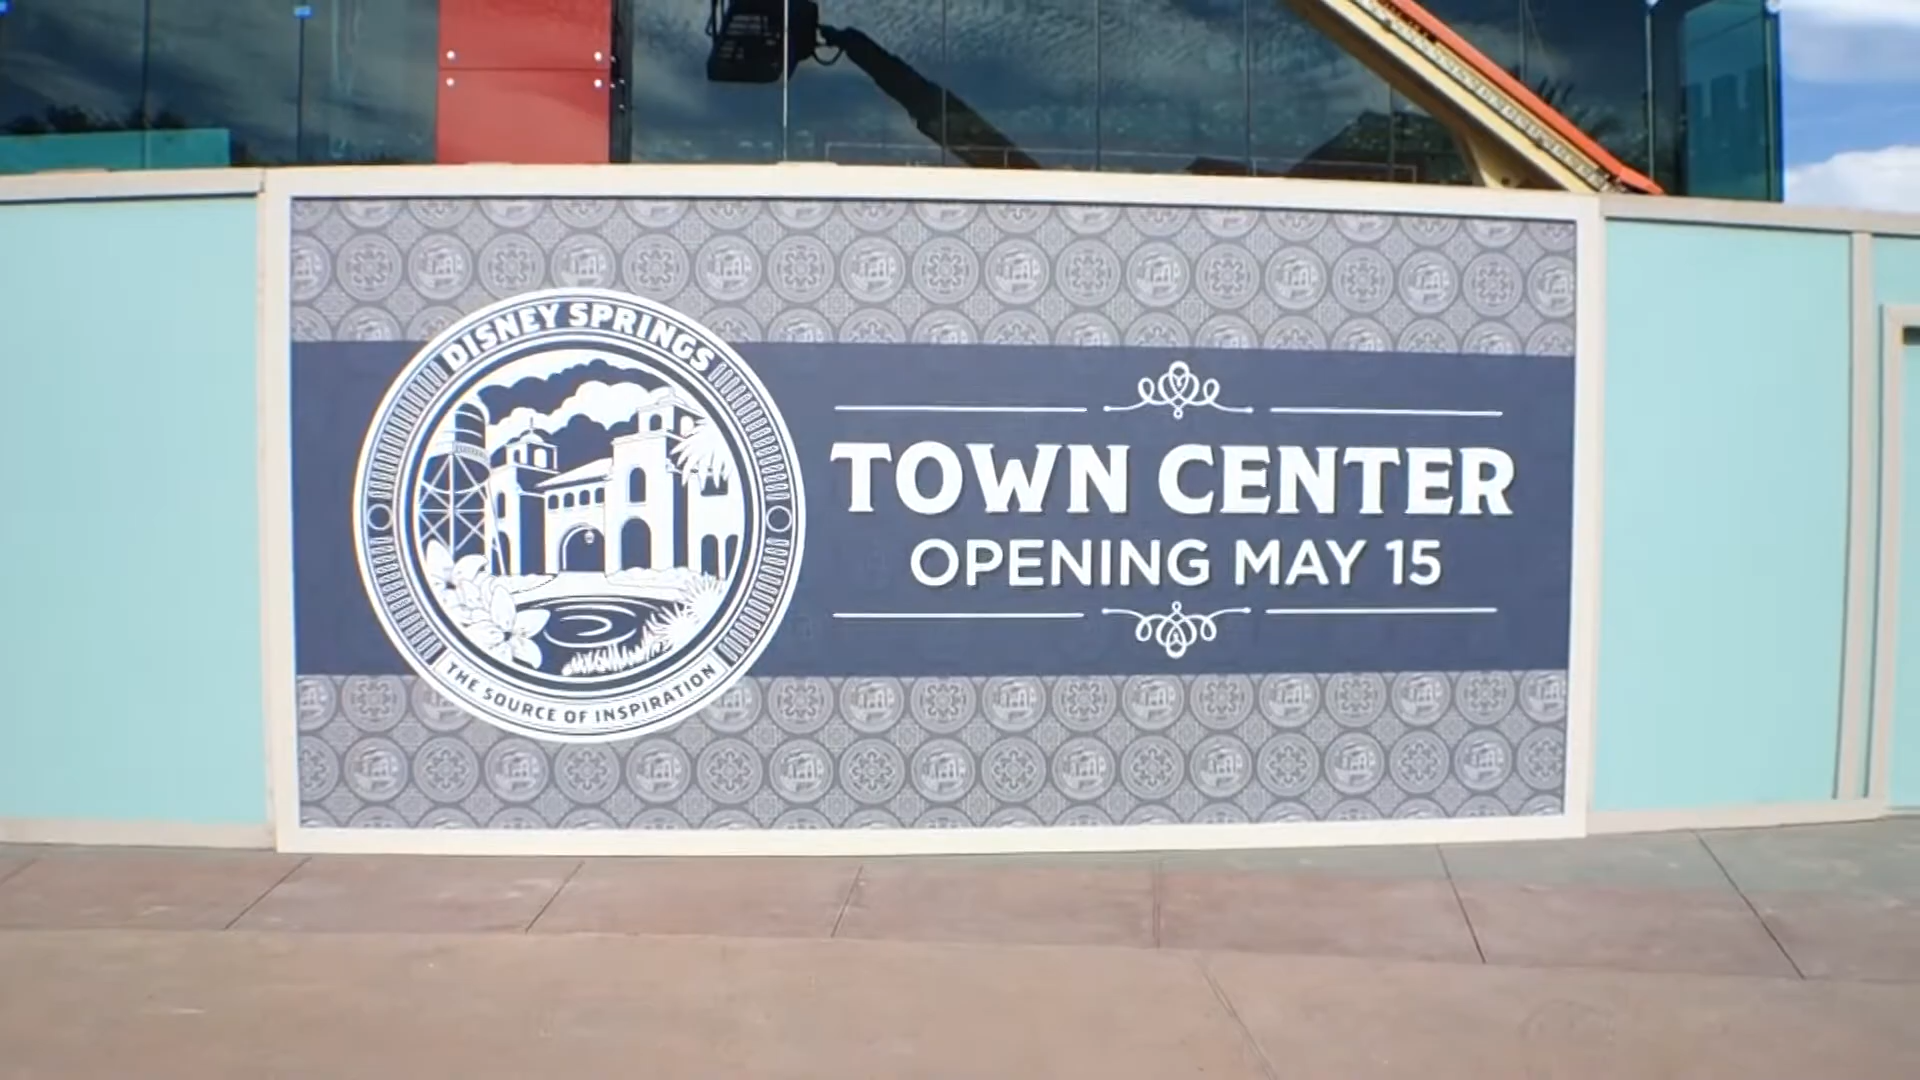 DISNEY SPRINGS
THE SOURCE OF INSPIRATION
TOWN CENTER
OPENING MAY 15